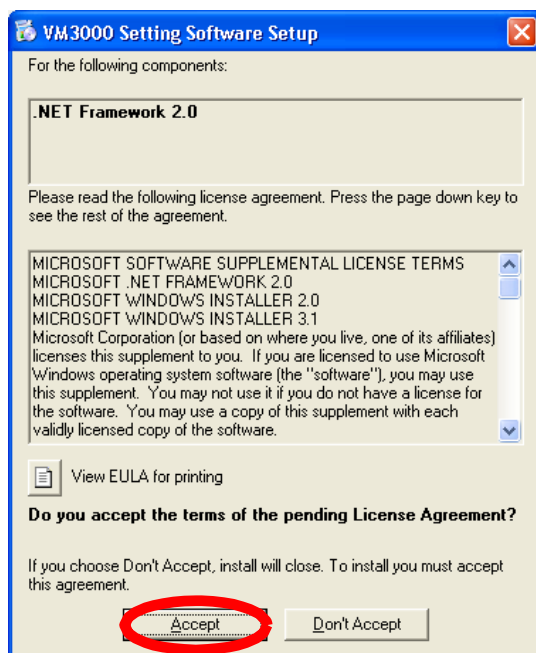 VM3000 Setting Software Setup
For the following components:
.NET Framework 2.0
Please read the following license agreement. Press the page down key to
see the rest of the agreement.
MICROSOFT SOFTWARE SUPPLEMENTAL LICENSE TERMS
MICROSOFT .NET FRAMEWORK 2.0
MICROSOFT WINDOWS INSTALLER 2.0
MICROSOFT WINDOWS INSTALLER 3.1
Microsoft Corporation (or based on where you live, one of its affiliates)
licenses this supplement to you. If you are licensed to use Microsoft
Windows operating system software (the "software"), you may use
this supplement. You may not use it if you do not have a license for
the software. You may use a copy of this supplement with each
validly licensed copy of the software.
View EULA for printing
Do you accept the terms of the pending License Agreement?
If you choose Don't Accept, install will close. To install you must accept
this agreement.
Accept
Don't Accept